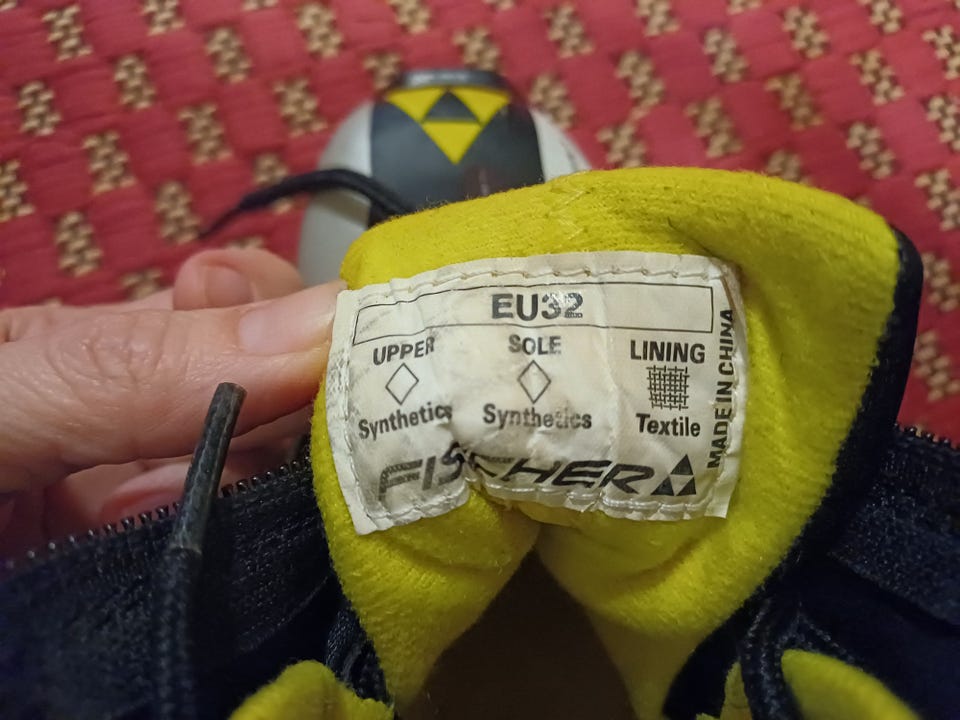 EU32
UPPER SOLE LINING
Synthetics Synthetics Textile
FISCHER
MADE IN CHINA